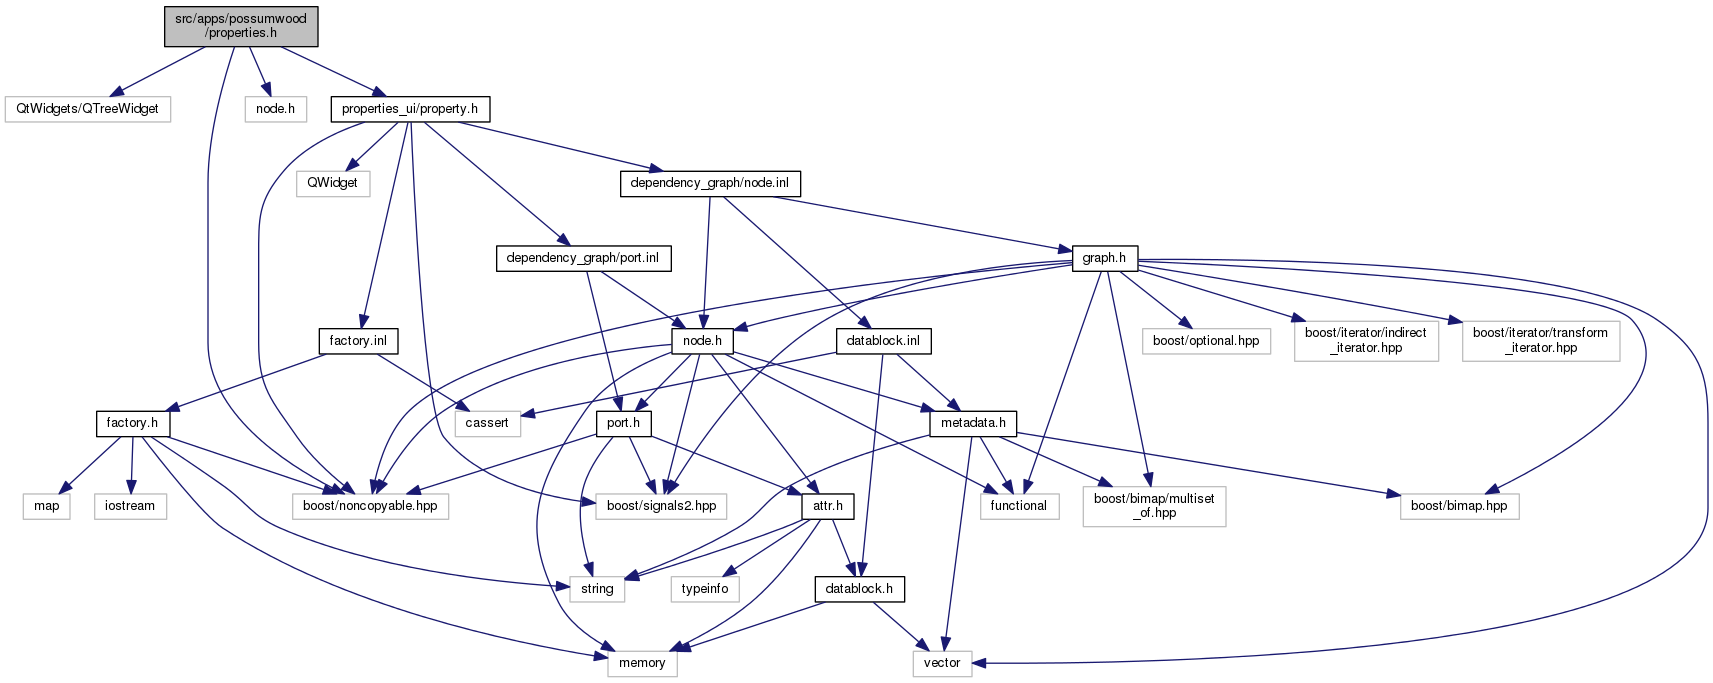 src/apps/possumwood
/properties.h
QtWidgets/QTreeWidget
node.h
properties_ui/property.h
QWidget
dependency_graph/node.inl
dependency_graph/port.inl
graph.h
factory.inl
node.h
datablock.inl
boost/optional.hpp
boost/iterator/indirect
_iterator.hpp
boost/iterator/transform
_iterator.hpp
factory.h
cassert
port.h
metadata.h
map
iostream
boost/noncopyable.hpp
boost/signals2.hpp
attr.h
functional
boost/bimap/multiset
_of.hpp
boost/bimap.hpp
string
typeinfo
datablock.h
memory
vector